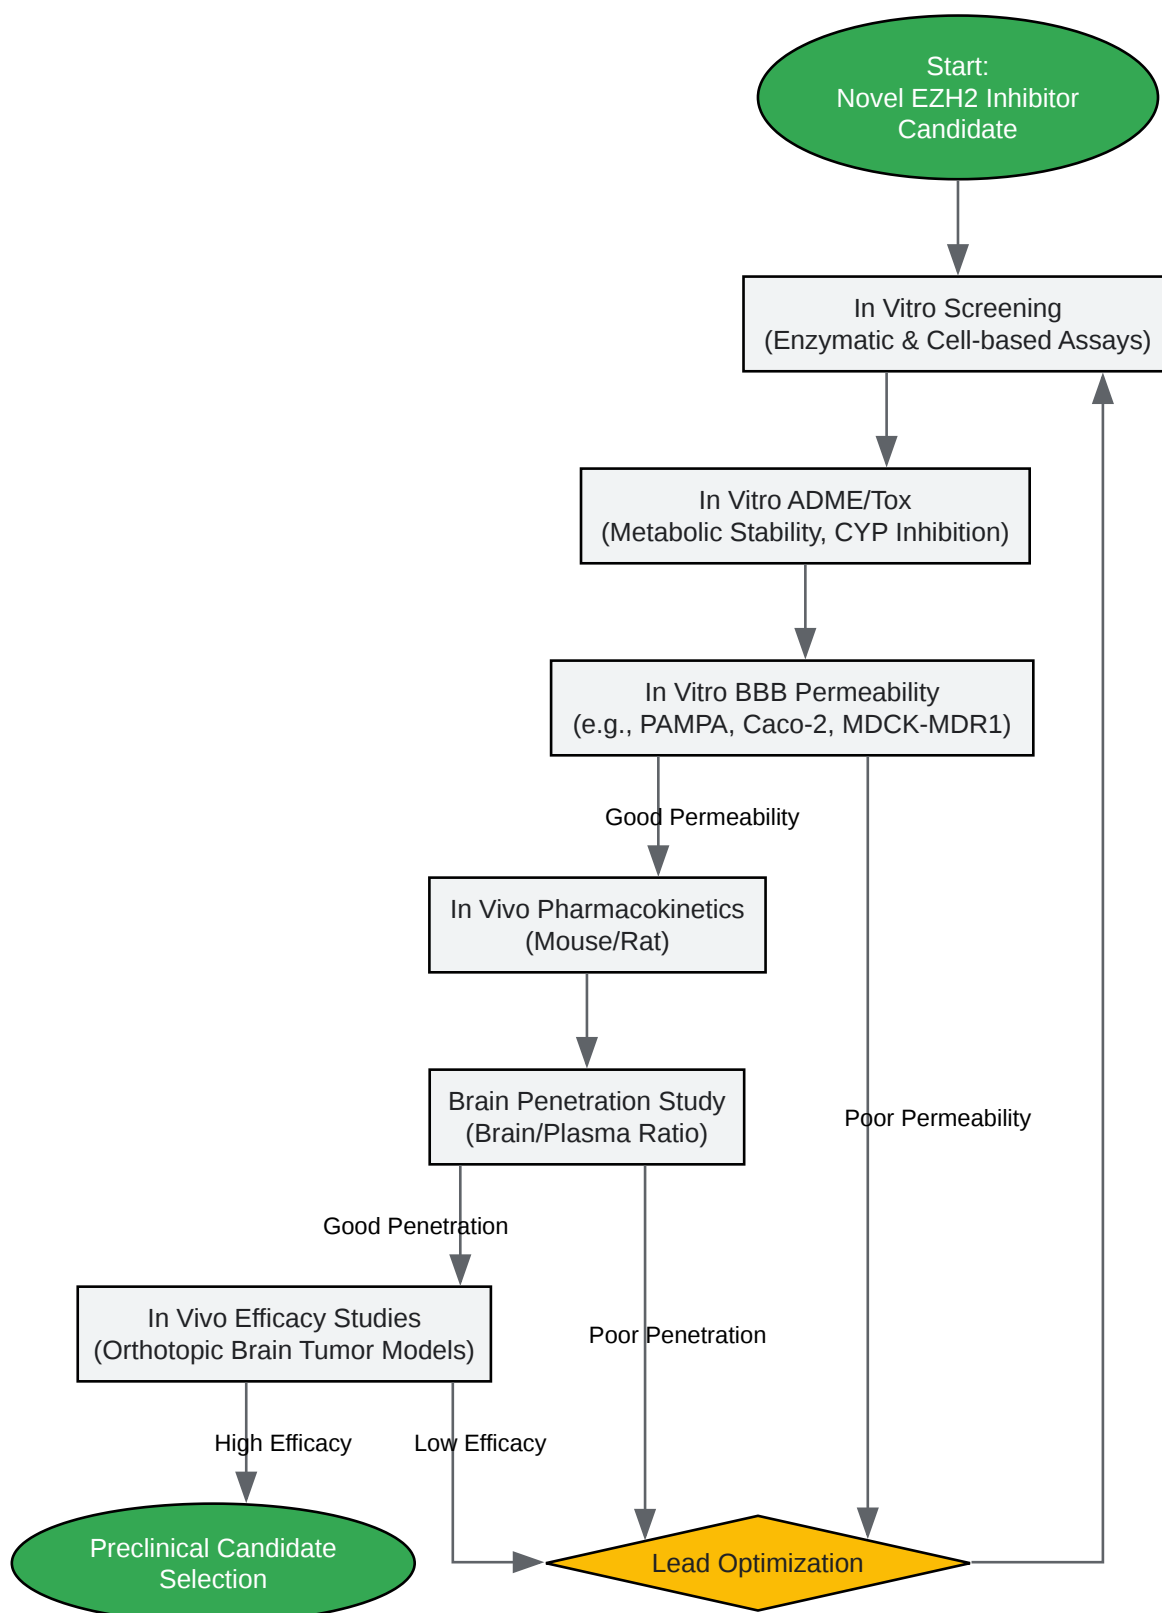 Start:
Novel EZH2 Inhibitor
Candidate
In Vitro Screening
(Enzymatic & Cell-based Assays)
In Vitro ADME/Tox
(Metabolic Stability, CYP Inhibition)
In Vitro BBB Permeability
(e.g., PAMPA, Caco-2, MDCK-MDR1)
Good Permeability
In Vivo Pharmacokinetics
(Mouse/Rat)
Brain Penetration Study
(Brain/Plasma Ratio)
Poor Permeability
Good Penetration
In Vivo Efficacy Studies
(Orthotopic Brain Tumor Models)
Poor Penetration
High Efficacy
Low Efficacy
Preclinical Candidate
Selection
Lead Optimization